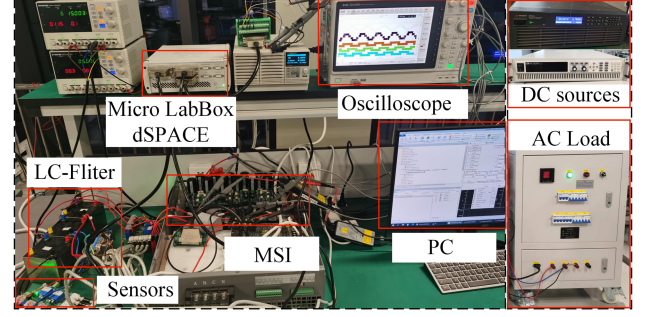 Micro LabBox
dSPACE
Oscilloscope
DC sources
AC Load
LC-Fliter
MSI
PC
Sensors